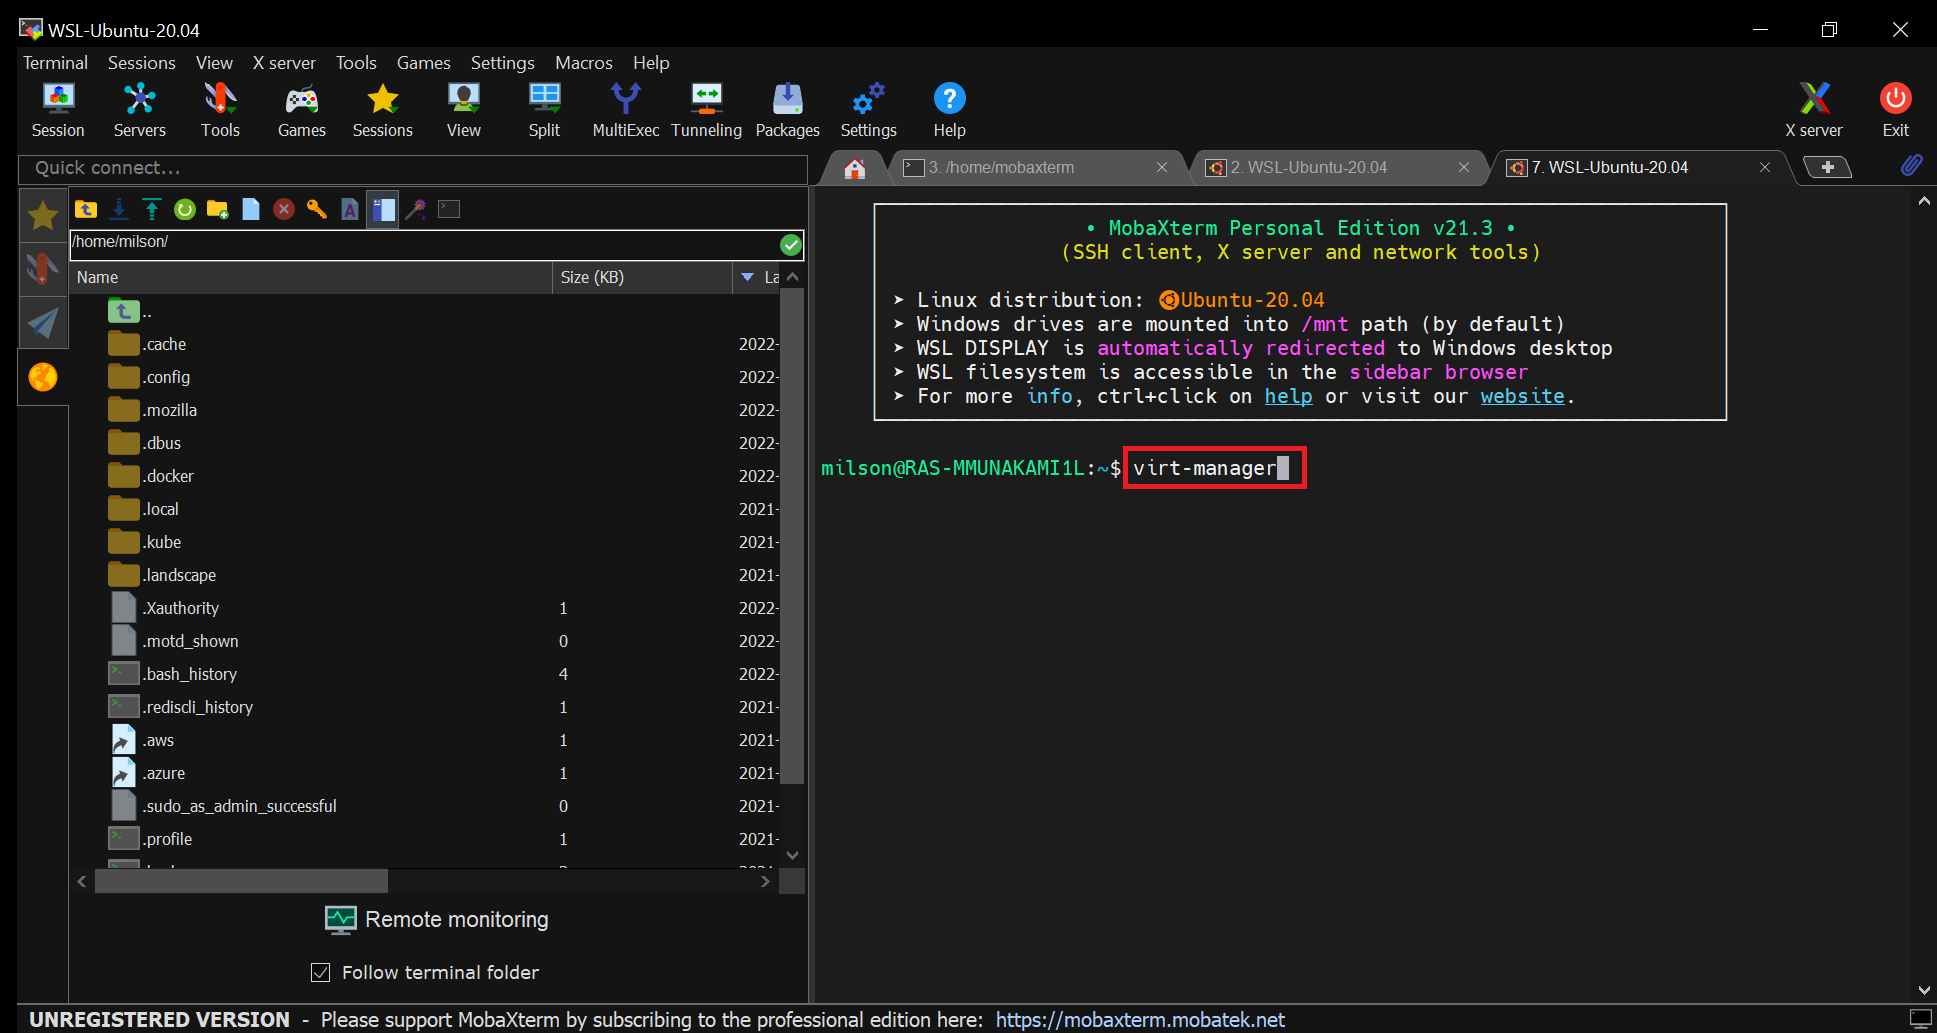 WSL-Ubuntu-20.04
Terminal Sessions View X server Tools Games Settings Macros Help
Session Servers Tools Games Sessions View Split MultiExec Tunneling Packages Settings Help X server Exit
Quick connect...
3. /home/mobaxterm
2. WSL-Ubuntu-20.04
7. WSL-Ubuntu-20.04
/home/milson/
Name Size (KB)
..
.cache 2022-
.config 2022-
.mozilla 2022-
.dbus 2022-
.docker 2022-
.local 2021-
.kube 2021-
.landscape 2021-
.Xauthority 1 2022-
.motd_shown 0 2022-
.bash_history 4 2022-
.rediscli_history 1 2021-
.aws 1 2021-
.azure 1 2021-
.sudo_as_admin_successful 0 2021-
.profile 1 2021-
Remote monitoring
Follow terminal folder
• MobaXterm Personal Edition v21.3 •
(SSH client, X server and network tools)
➤ Linux distribution: Ubuntu-20.04
➤ Windows drives are mounted into /mnt path (by default)
➤ WSL DISPLAY is automatically redirected to Windows desktop
➤ WSL filesystem is accessible in the sidebar browser
➤ For more info, ctrl+click on help or visit our website.
milson@RAS-MMUNAKAMI1L:~$ virt-manager
UNREGISTERED VERSION - Please support MobaXterm by subscribing to the professional edition here: https://mobaxterm.mobatek.net